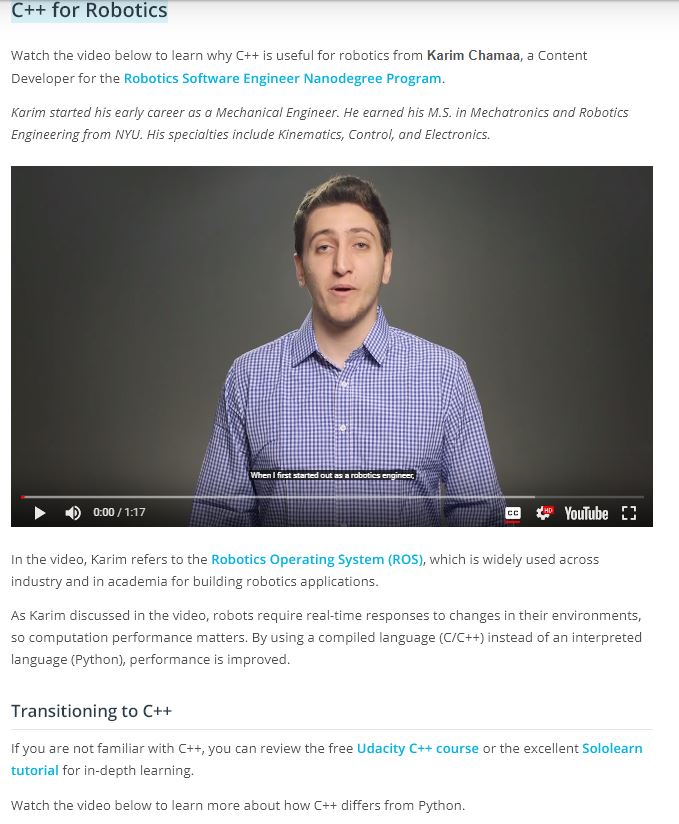 C++ for Robotics
Watch the video below to learn why C++ is useful for robotics from Karim Chamaa, a Content
Developer for the Robotics Software Engineer Nanodegree Program.
Karim started his early career as a Mechanical Engineer. He earned his M.S. in Mechatronics and Robotics
Engineering from NYU. His specialties include Kinematics, Control, and Electronics.
When I first started out as a robotics engineer,
0:00 / 1:17
CC
HD
YouTube
In the video, Karim refers to the Robotics Operating System (ROS), which is widely used across
industry and in academia for building robotics applications.
As Karim discussed in the video, robots require real-time responses to changes in their environments,
so computation performance matters. By using a compiled language (C/C++) instead of an interpreted
language (Python), performance is improved.
Transitioning to C++
If you are not familiar with C++, you can review the free Udacity C++ course or the excellent Sololearn
tutorial for in-depth learning.
Watch the video below to learn more about how C++ differs from Python.